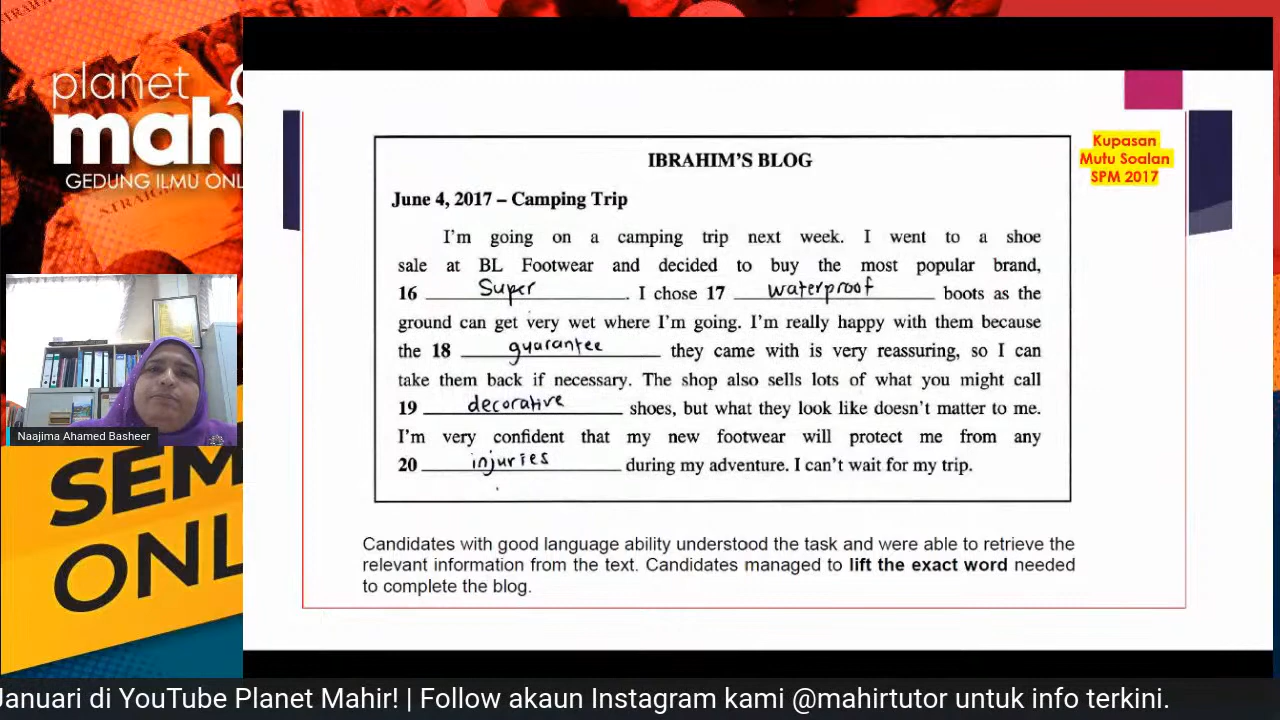 planet
mah
GEDUNG ILMU ONL
Naajima Ahamed Basheer
SEM
ONL
Kupasan
Mutu Soalan
SPM 2017
IBRAHIM'S BLOG
June 4, 2017 – Camping Trip
I'm going on a camping trip next week. I went to a shoe
sale at BL Footwear and decided to buy the most popular brand,
16 Super . I chose 17 waterproof boots as the
ground can get very wet where I'm going. I'm really happy with them because
the 18 guarantee they came with is very reassuring, so I can
take them back if necessary. The shop also sells lots of what you might call
19 decorative shoes, but what they look like doesn't matter to me.
I'm very confident that my new footwear will protect me from any
20 injuries during my adventure. I can't wait for my trip.
Candidates with good language ability understood the task and were able to retrieve the
relevant information from the text. Candidates managed to lift the exact word needed
to complete the blog.
Januari di YouTube Planet Mahir! | Follow akaun Instagram kami @mahirtutor untuk info terkini.